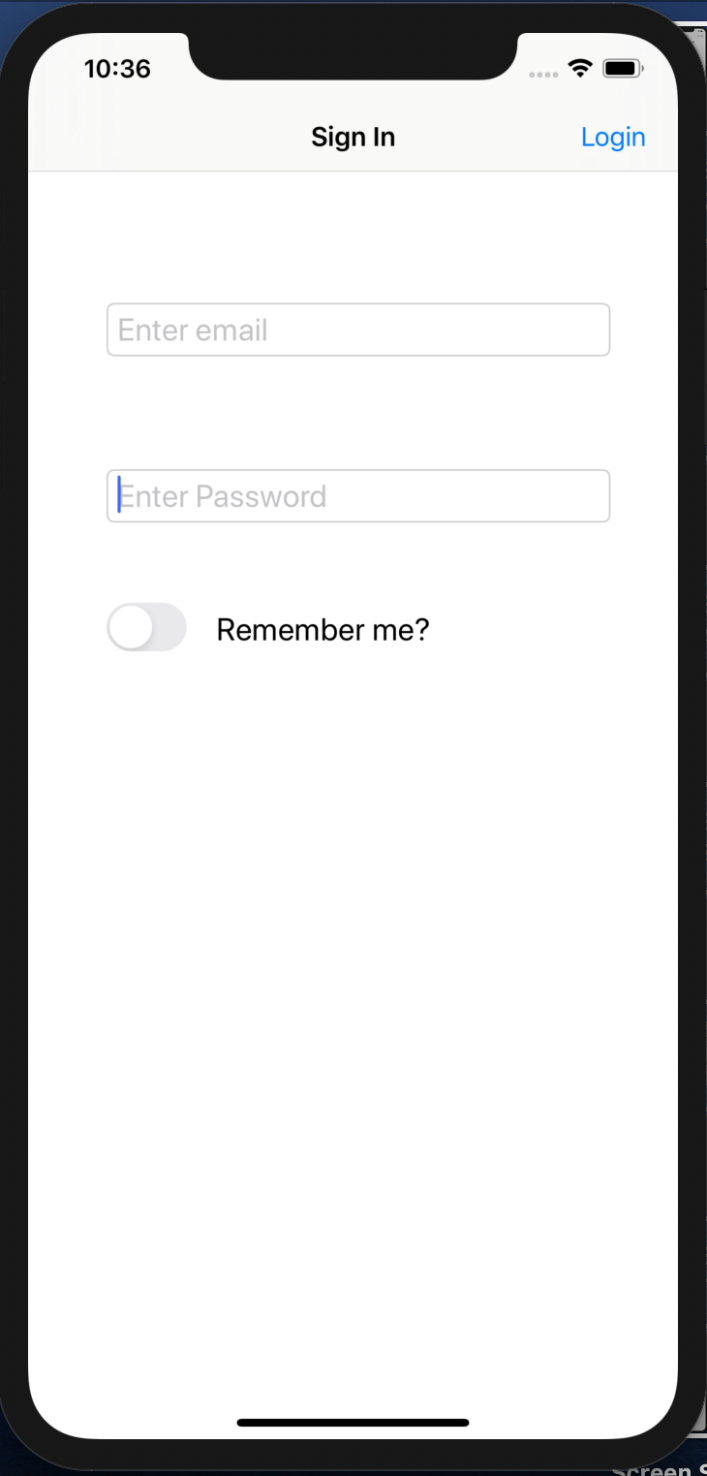 10:36
Sign In
Login
Enter email
Enter Password
Remember me?